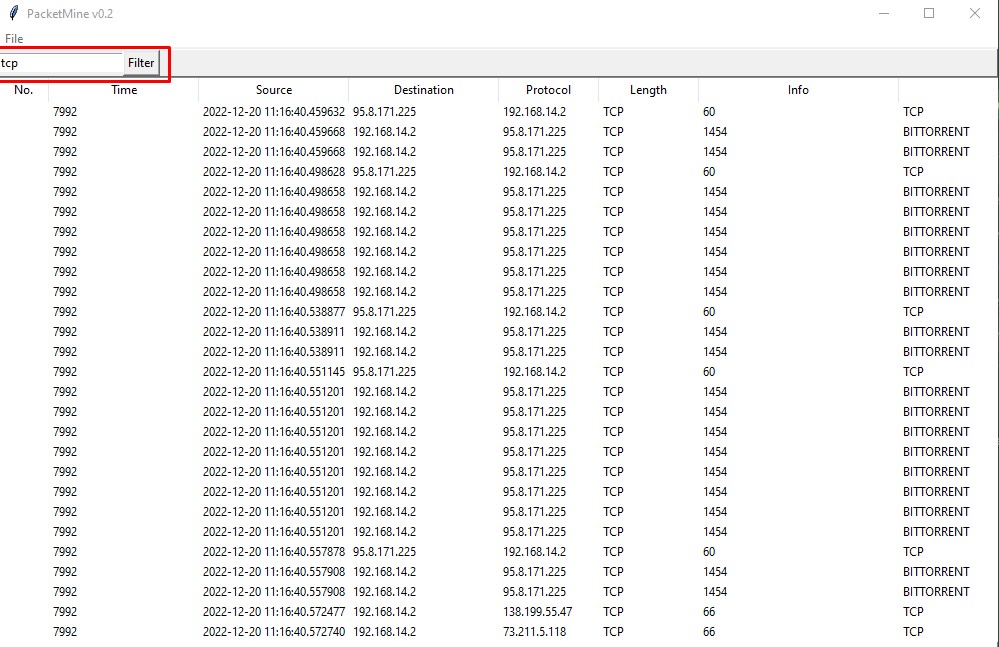 PacketMine v0.2
File
tcp Filter
No. Time Source Destination Protocol Length Info
7992 2022-12-20 11:16:40.459632 95.8.171.225 192.168.14.2 TCP 60 TCP
7992 2022-12-20 11:16:40.459668 192.168.14.2 95.8.171.225 TCP 1454 BITTORRENT
7992 2022-12-20 11:16:40.459668 192.168.14.2 95.8.171.225 TCP 1454 BITTORRENT
7992 2022-12-20 11:16:40.498628 95.8.171.225 192.168.14.2 TCP 60 TCP
7992 2022-12-20 11:16:40.498658 192.168.14.2 95.8.171.225 TCP 1454 BITTORRENT
7992 2022-12-20 11:16:40.498658 192.168.14.2 95.8.171.225 TCP 1454 BITTORRENT
7992 2022-12-20 11:16:40.498658 192.168.14.2 95.8.171.225 TCP 1454 BITTORRENT
7992 2022-12-20 11:16:40.498658 192.168.14.2 95.8.171.225 TCP 1454 BITTORRENT
7992 2022-12-20 11:16:40.498658 192.168.14.2 95.8.171.225 TCP 1454 BITTORRENT
7992 2022-12-20 11:16:40.498658 192.168.14.2 95.8.171.225 TCP 1454 BITTORRENT
7992 2022-12-20 11:16:40.538877 95.8.171.225 192.168.14.2 TCP 60 TCP
7992 2022-12-20 11:16:40.538911 192.168.14.2 95.8.171.225 TCP 1454 BITTORRENT
7992 2022-12-20 11:16:40.538911 192.168.14.2 95.8.171.225 TCP 1454 BITTORRENT
7992 2022-12-20 11:16:40.551145 95.8.171.225 192.168.14.2 TCP 60 TCP
7992 2022-12-20 11:16:40.551201 192.168.14.2 95.8.171.225 TCP 1454 BITTORRENT
7992 2022-12-20 11:16:40.551201 192.168.14.2 95.8.171.225 TCP 1454 BITTORRENT
7992 2022-12-20 11:16:40.551201 192.168.14.2 95.8.171.225 TCP 1454 BITTORRENT
7992 2022-12-20 11:16:40.551201 192.168.14.2 95.8.171.225 TCP 1454 BITTORRENT
7992 2022-12-20 11:16:40.551201 192.168.14.2 95.8.171.225 TCP 1454 BITTORRENT
7992 2022-12-20 11:16:40.551201 192.168.14.2 95.8.171.225 TCP 1454 BITTORRENT
7992 2022-12-20 11:16:40.551201 192.168.14.2 95.8.171.225 TCP 1454 BITTORRENT
7992 2022-12-20 11:16:40.551201 192.168.14.2 95.8.171.225 TCP 1454 BITTORRENT
7992 2022-12-20 11:16:40.557878 95.8.171.225 192.168.14.2 TCP 60 TCP
7992 2022-12-20 11:16:40.557908 192.168.14.2 95.8.171.225 TCP 1454 BITTORRENT
7992 2022-12-20 11:16:40.557908 192.168.14.2 95.8.171.225 TCP 1454 BITTORRENT
7992 2022-12-20 11:16:40.572477 192.168.14.2 138.199.55.47 TCP 66 TCP
7992 2022-12-20 11:16:40.572740 192.168.14.2 73.211.5.118 TCP 66 TCP